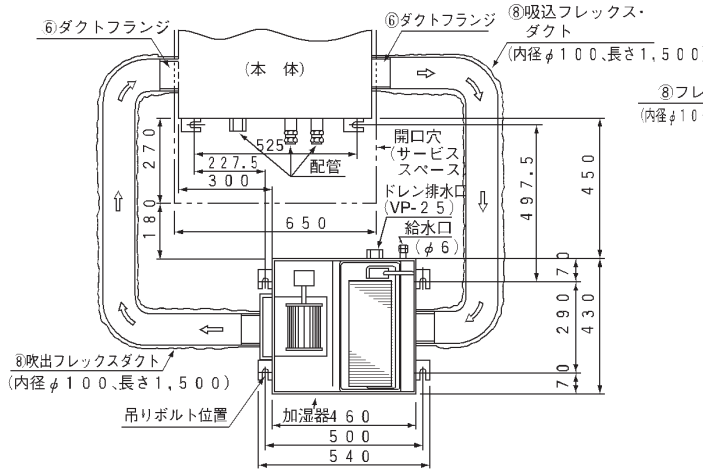 ⑥ダクトフランジ
⑥ダクトフランジ
⑧吸込フレックス・
ダクト
(内径φ100、長さ1,500)
(本 体)
⑧フレ
(内径φ10
525
227.5
300
配管
開口穴
(サービス
スペース)
ドレン排水口
(VP-25)
給水口
(φ6)
650
270
180
497.5
450
70
290
430
70
⑧吹出フレックスダクト
(内径φ100、長さ1,500)
吊りボルト位置
加湿器
460
500
540